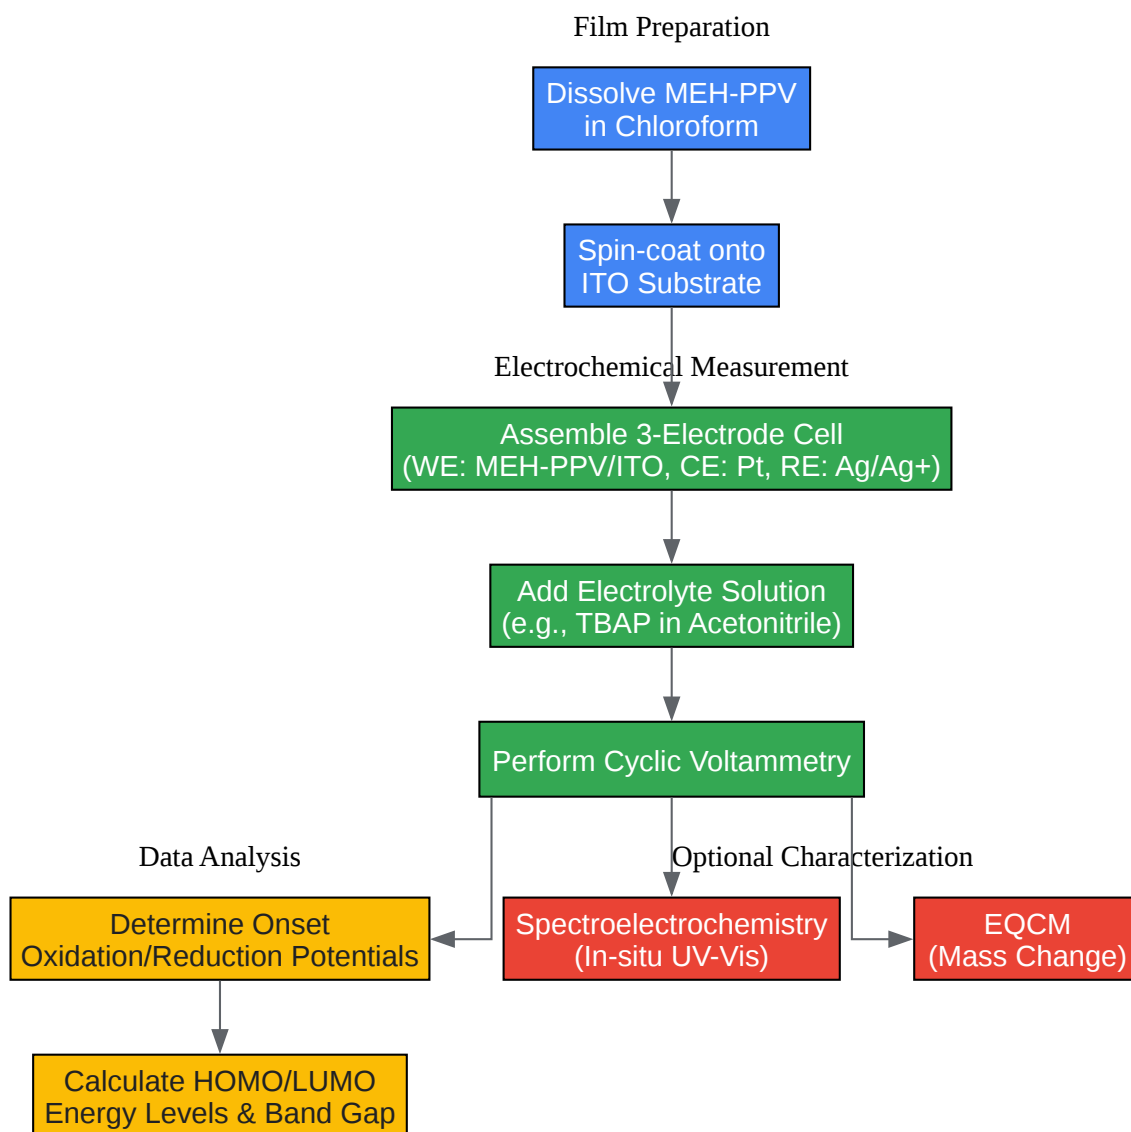 Film Preparation
Dissolve MEH-PPV
in Chloroform
Spin-coat onto
ITO Substrate
Electrochemical Measurement
Assemble 3-Electrode Cell
(WE: MEH-PPV/ITO, CE: Pt, RE: Ag/Ag+)
Add Electrolyte Solution
(e.g., TBAP in Acetonitrile)
Perform Cyclic Voltammetry
Data Analysis
Optional Characterization
Determine Onset
Oxidation/Reduction Potentials
Spectroelectrochemistry
(In-situ UV-Vis)
EQCM
(Mass Change)
Calculate HOMO/LUMO
Energy Levels & Band Gap